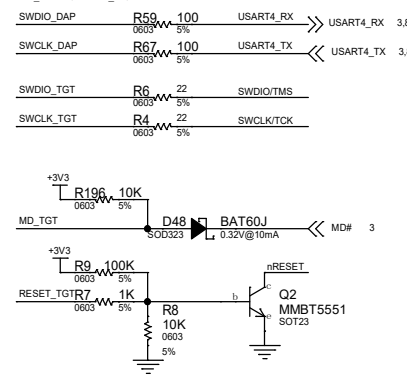 SWDIO_DAP R59 100 USART4_RX USART4_RX 3,8
0603 5%
SWCLK_DAP R67 100 USART4_TX USART4_TX 3,
0603 5%
SWDIO_TGT R6 22 SWDIO/TMS
0603 5%
SWCLK_TGT R4 22 SWCLK/TCK
0603 5%
+3V3
R196 10K
0603 5%
MD_TGT D48 BAT60J MD# 3
SOD323 0.32V@10mA
+3V3
R9 100K nRESET
0603 5%
RESET_TGT R7 1K b c Q2
0603 5% R8 e MMBT5551
10K SOT23
0603
5%